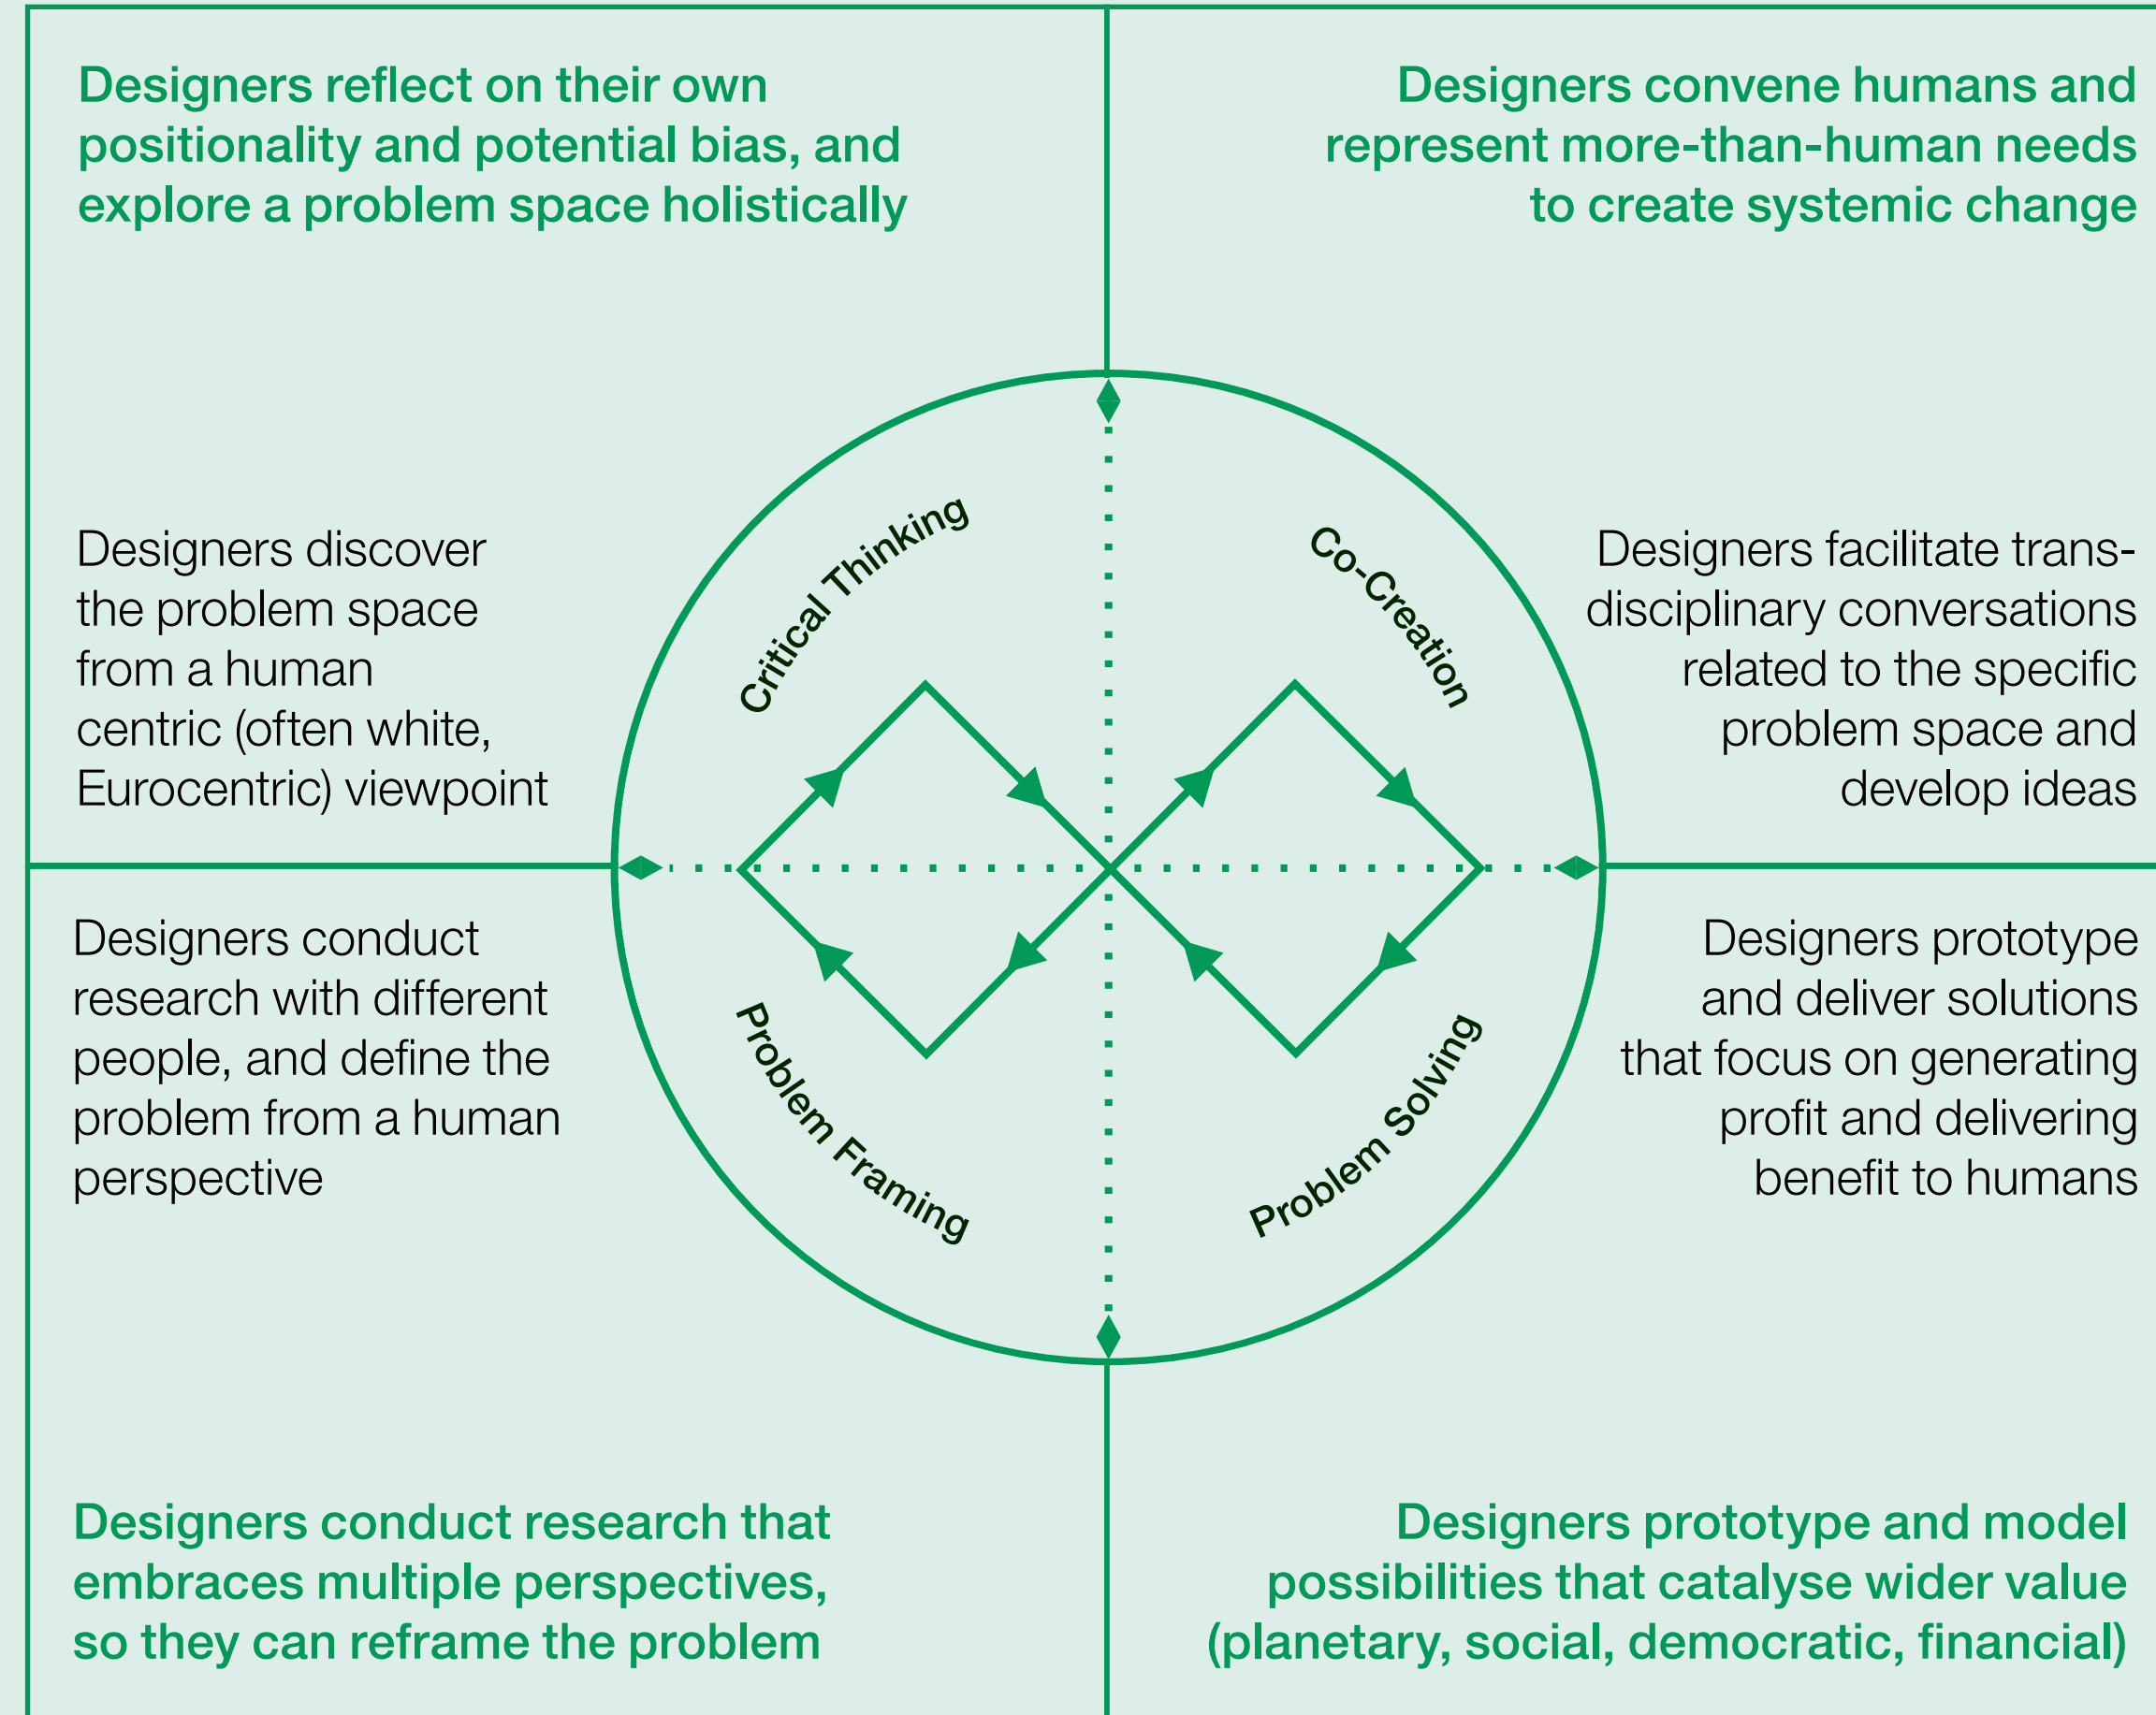 Designers reflect on their own
positionality and potential bias, and
explore a problem space holistically
Designers convene humans and
represent more-than-human needs
to create systemic change
Designers discover
the problem space
from a human
centric (often white,
Eurocentric) viewpoint
Critical Thinking
Co-Creation
Designers facilitate trans-
disciplinary conversations
related to the specific
problem space and
develop ideas
Designers conduct
research with different
people, and define the
problem from a human
perspective
Problem Framing
Problem Solving
Designers prototype
and deliver solutions
that focus on generating
profit and delivering
benefit to humans
Designers conduct research that
embraces multiple perspectives,
so they can reframe the problem
Designers prototype and model
possibilities that catalyse wider value
(planetary, social, democratic, financial)